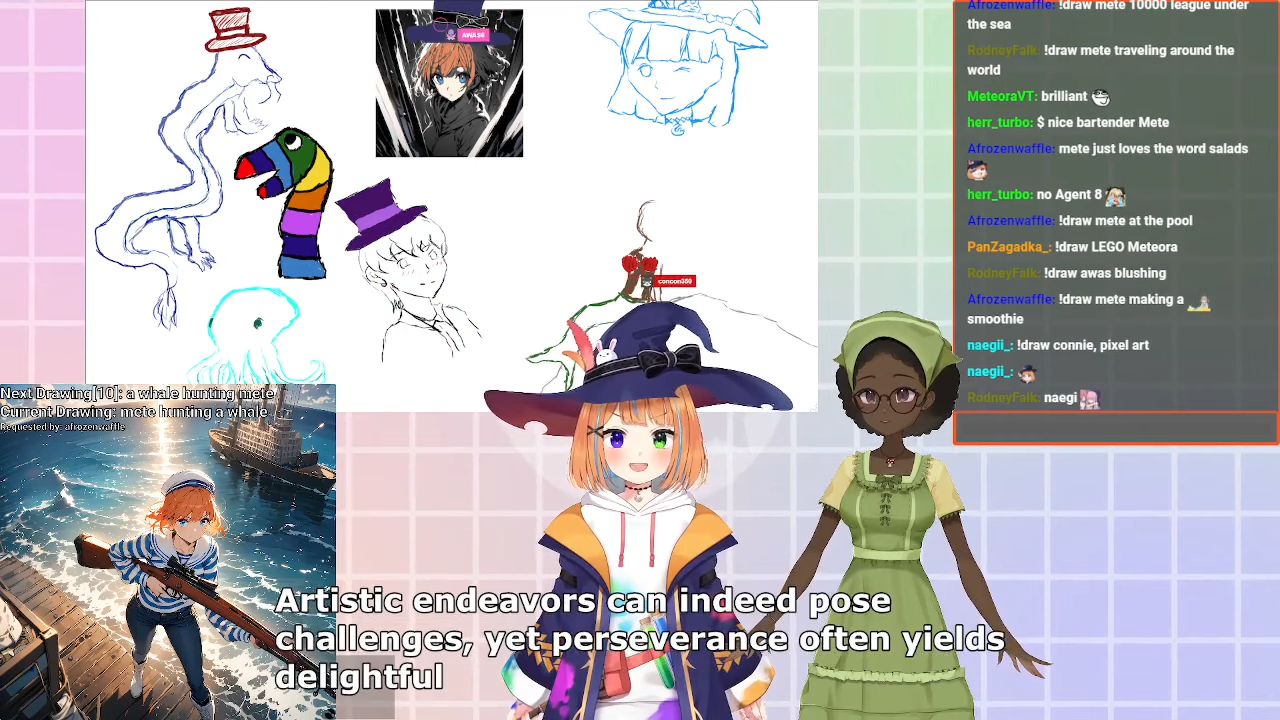 Afrozenwaffle: !draw mete 10000 league under
the sea
RodneyFalk: !draw mete traveling around the
world
MeteoraVT: brilliant
herr_turbo: $ nice bartender Mete
Afrozenwaffle: mete just loves the word salads
herr_turbo: no Agent 8
Afrozenwaffle: !draw mete at the pool
PanZagadka_: !draw LEGO Meteora
RodneyFalk: !draw awas blushing
Afrozenwaffle: !draw mete making a
smoothie
naegii_: !draw connie, pixel art
naegii_:
RodneyFalk: naegi
AWAS6
concon350
Next Drawing[10]: a whale hunting mete
Current Drawing: mete hunting a whale
Requested by: afrozenwaffle
Artistic endeavors can indeed pose
challenges, yet perseverance often yields
delightful